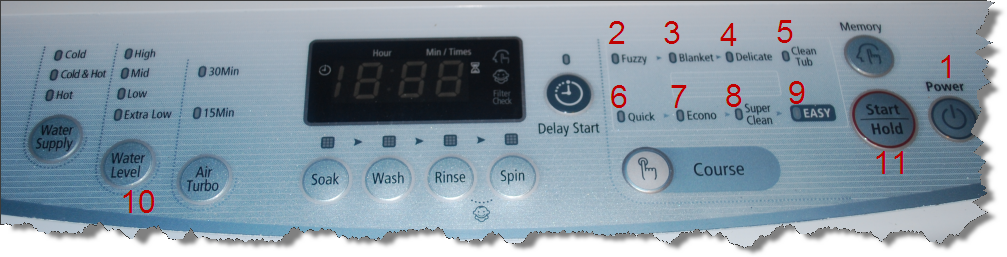 Cold
Cold & Hot
Hot
Water
Supply
High
Mid
Low
Extra Low
Water
Level
10
30Min
15Min
Air
Turbo
Hour
Min / Times
18:88
Filter
Check
Soak
Wash
Rinse
Spin
Delay Start
2
Fuzzy
3
Blanket
4
Delicate
5
Clean
Tub
6
Quick
7
Econo
8
Super
Clean
9
EASY
Course
Memory
Start
Hold
11
1
Power